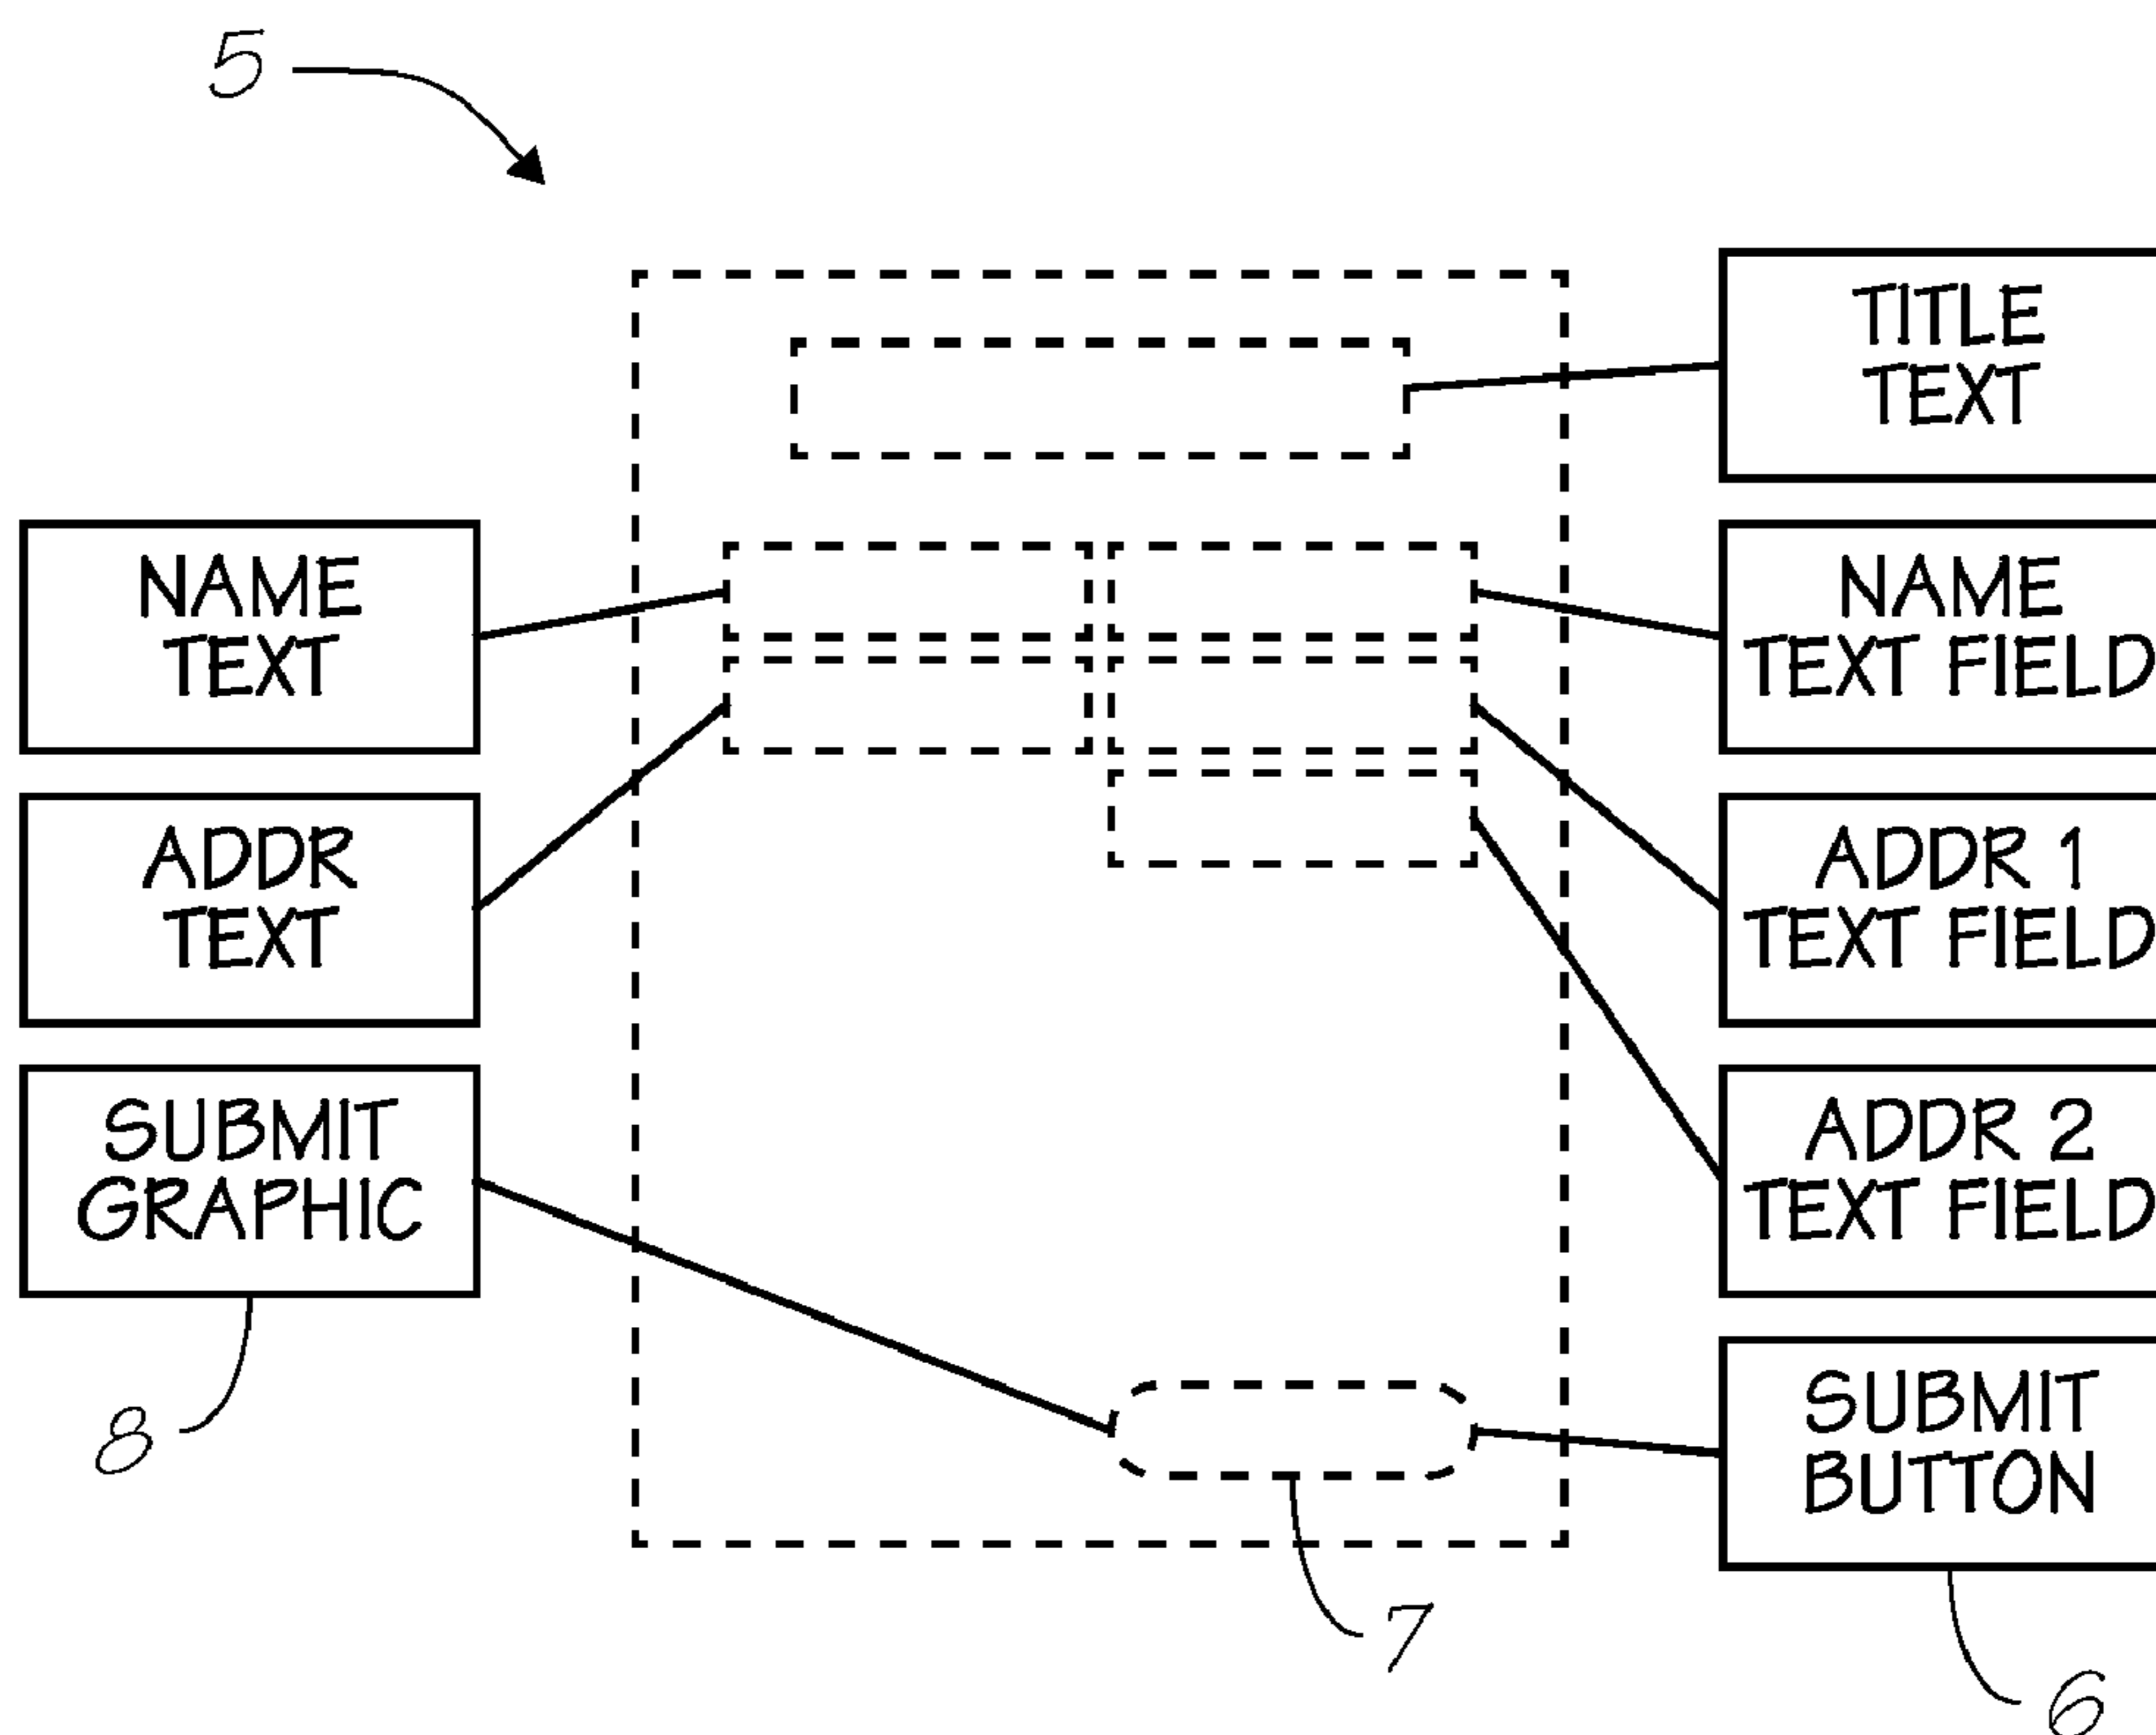 5
TITLE
TEXT
NAME
TEXT
NAME
TEXT FIELD
ADDR
TEXT
ADDR 1
TEXT FIELD
SUBMIT
GRAPHIC
ADDR 2
TEXT FIELD
SUBMIT
BUTTON
8
7
6